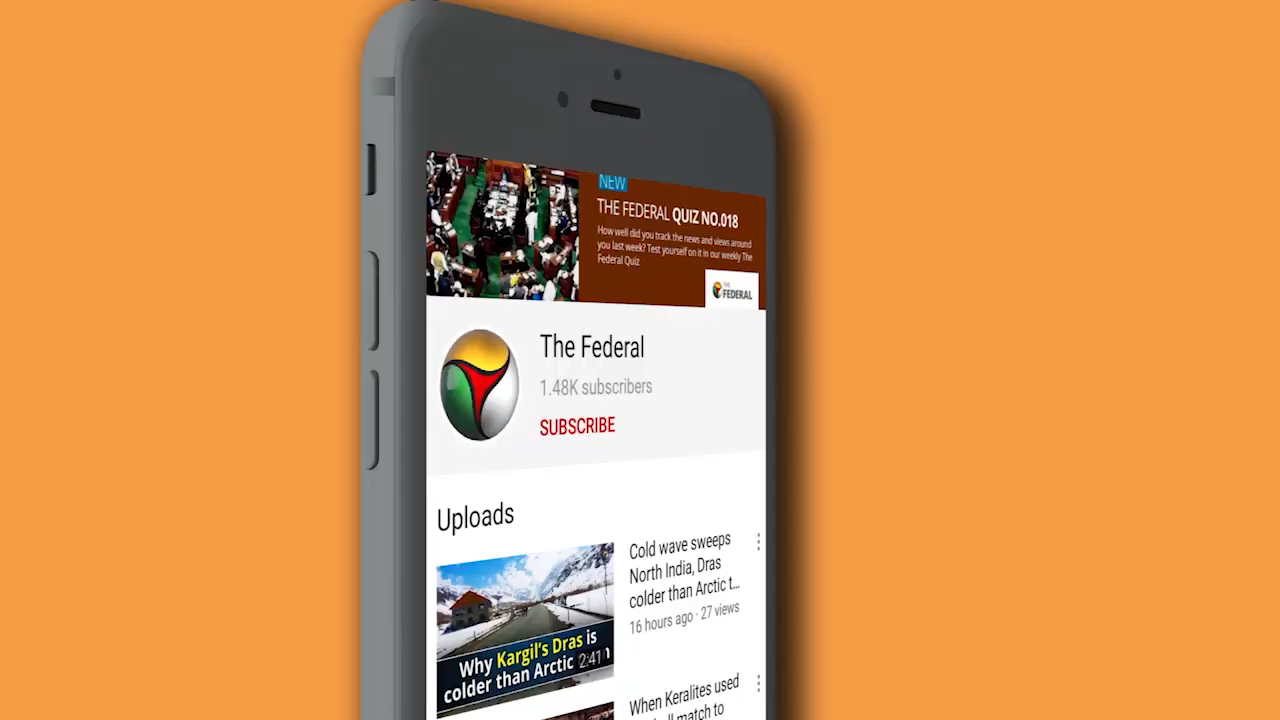 NEW
THE FEDERAL QUIZ NO.018
How well did you track the news and views around
you last week? Test yourself on it in our weekly The
Federal Quiz
THE
FEDERAL
The Federal
1.48K subscribers
SUBSCRIBE
Uploads
Cold wave sweeps
North India, Dras
colder than Arctic t...
16 hours ago · 27 views
Why Kargil's Dras is
colder than Arctic
2:41
When Keralites used
match to